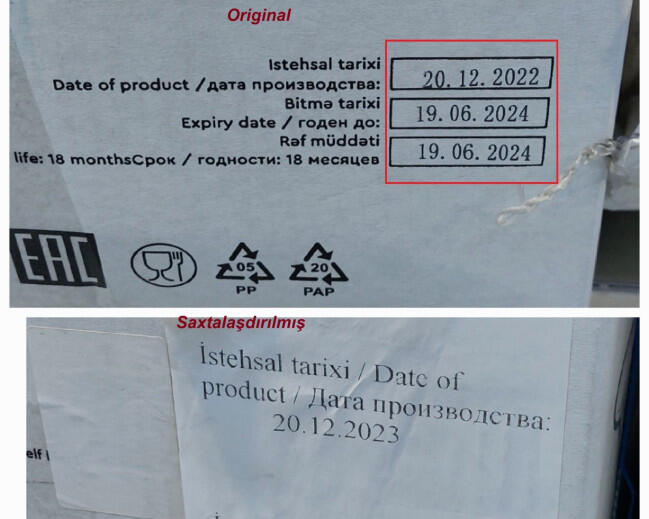 Original
Istehsal tarixi
Date of product / дата производства: 20. 12. 2022
Bitmə tarixi
Expiry date / годен до: 19. 06. 2024
Rəf müddəti
life: 18 monthsСрок / годности: 18 месяцев 19. 06. 2024
EAC
05 20
PP PAP
Saxtalaşdırılmış
İstehsal tarixi / Date of
product / Дата производства:
20.12.2023
elf